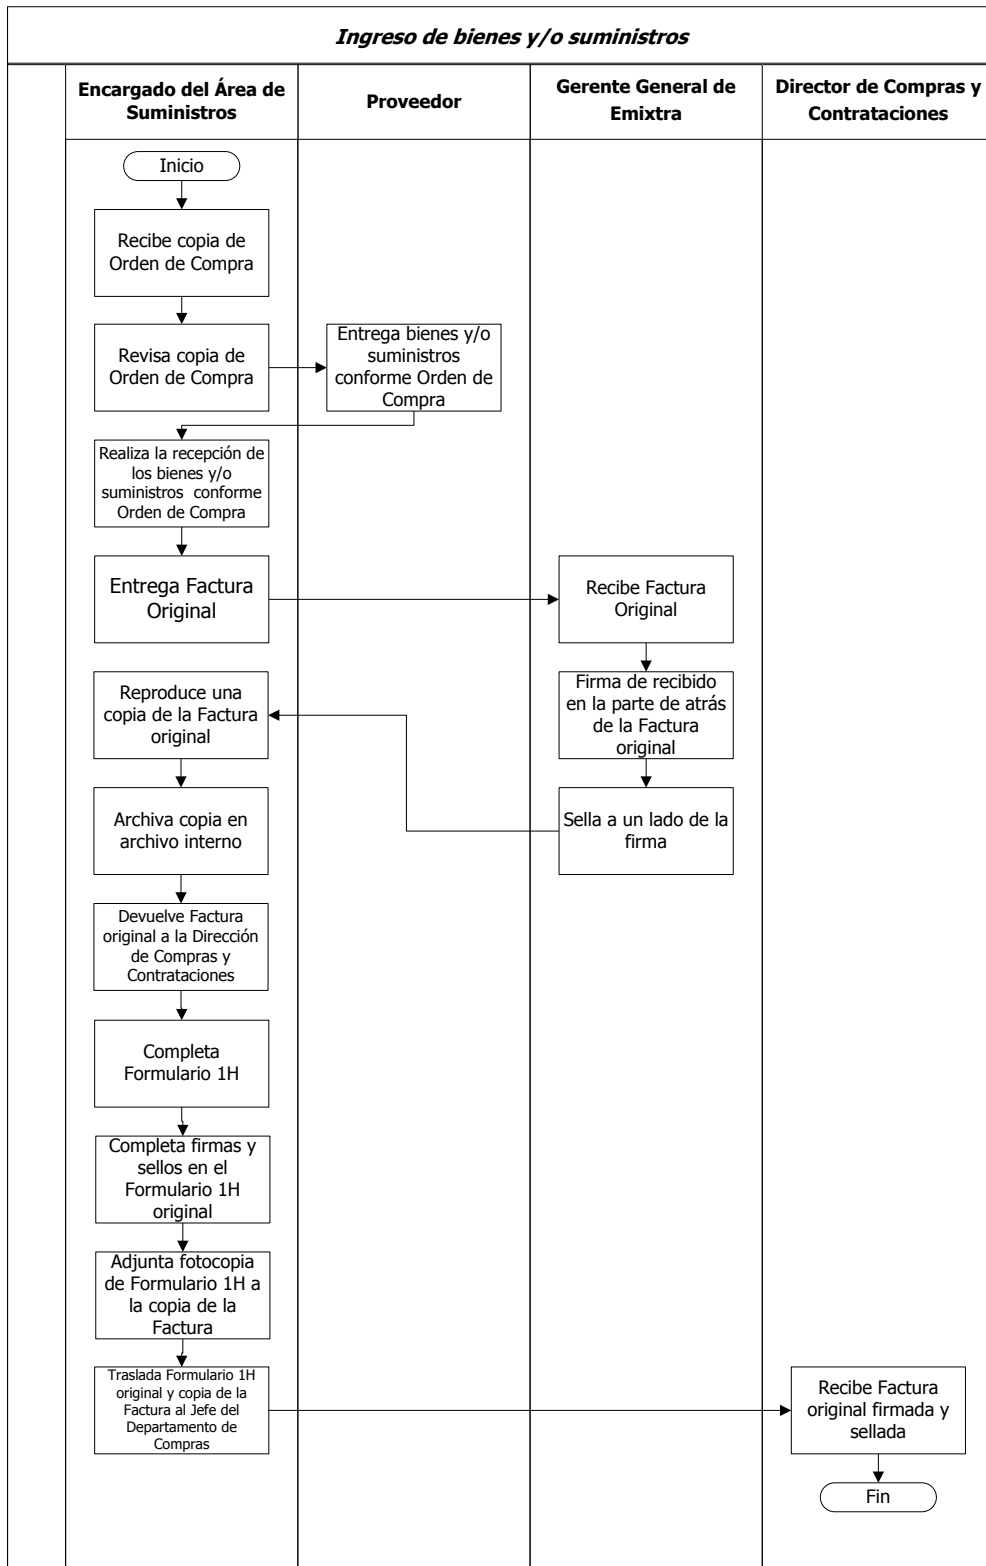 Ingreso de bienes y/o suministros
Encargado del Área de
Suministros
Proveedor
Gerente General de
Emixtra
Director de Compras y
Contrataciones
Inicio
Recibe copia de
Orden de Compra
Revisa copia de
Orden de Compra
Entrega bienes y/o
suministros
conforme Orden de
Compra
Realiza la recepción de
los bienes y/o
suministros conforme
Orden de Compra
Entrega Factura
Original
Recibe Factura
Original
Firma de recibido
en la parte de atrás
de la Factura
original
Sella a un lado de la
firma
Reproduce una
copia de la Factura
original
Archiva copia en
archivo interno
Devuelve Factura
original a la Dirección
de Compras y
Contrataciones
Completa
Formulario 1H
Completa firmas y
sellos en el
Formulario 1H
original
Adjunta fotocopia
de Formulario 1H a
la copia de la
Factura
Traslada Formulario 1H
original y copia de la
Factura al Jefe del
Departamento de
Compras
Recibe Factura
original firmada y
sellada
Fin